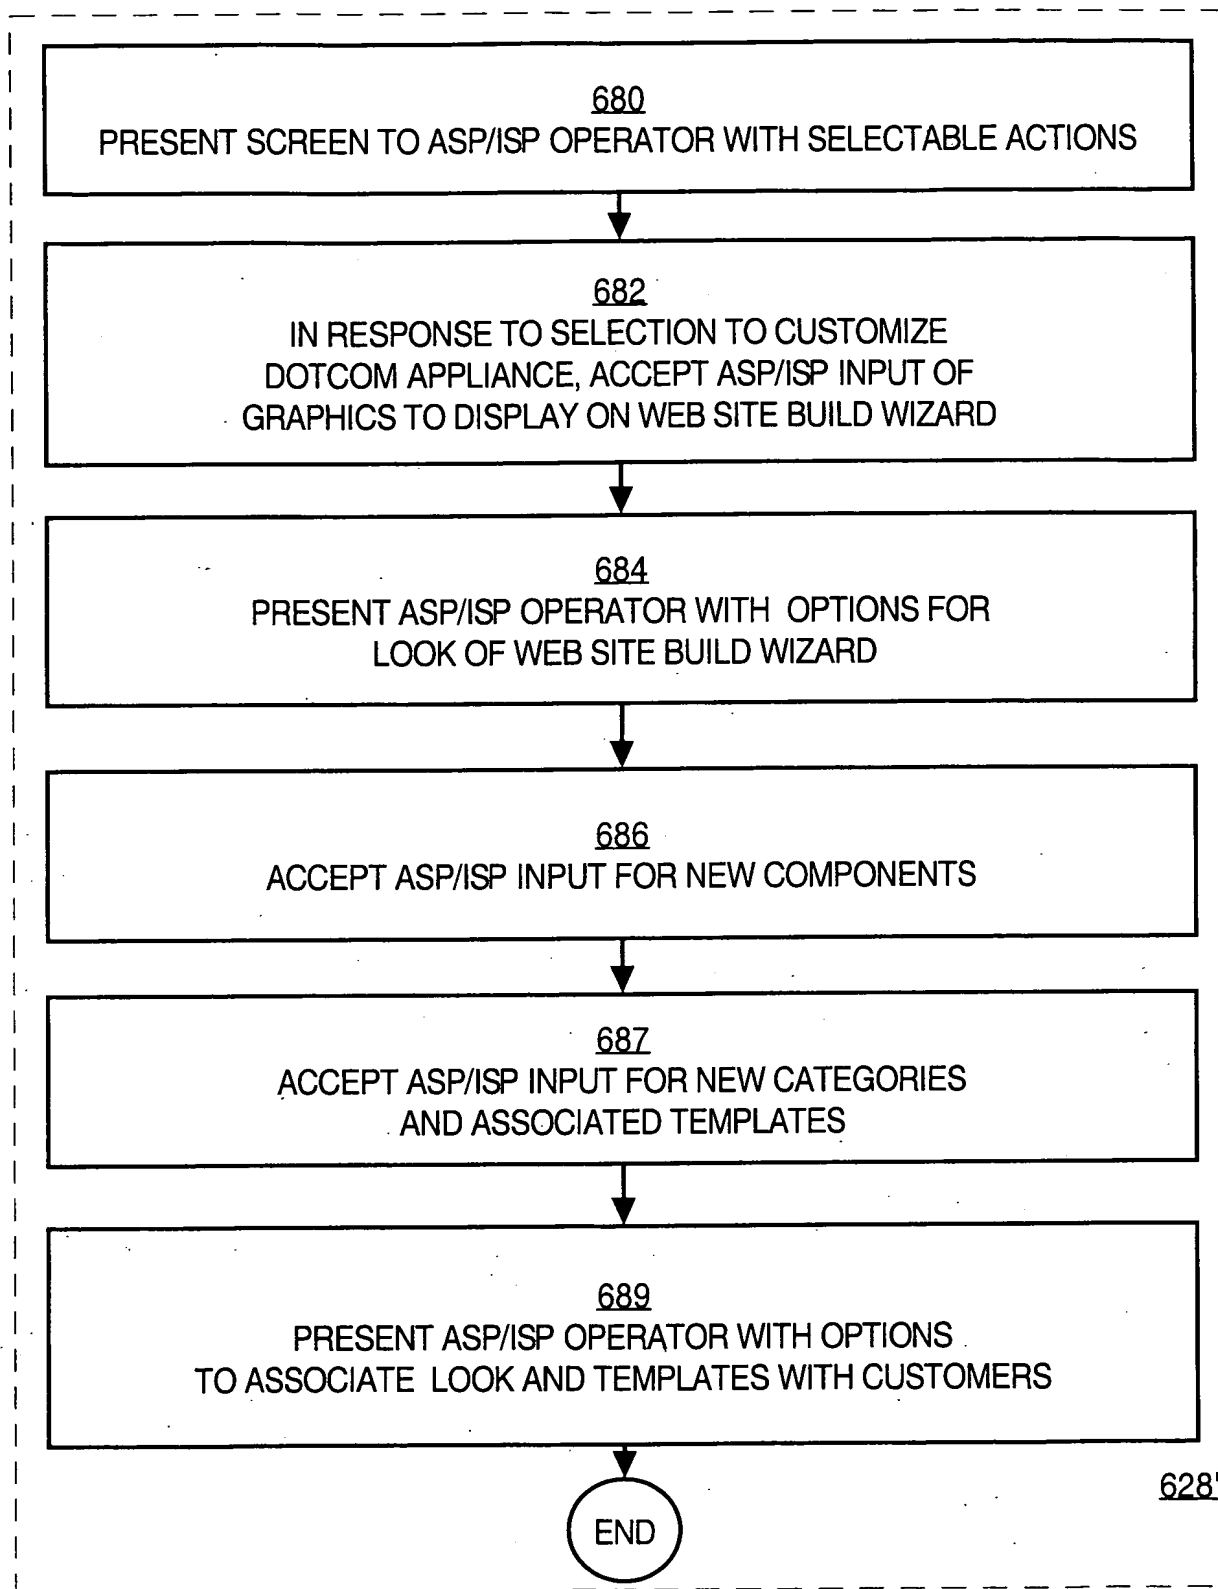 680
PRESENT SCREEN TO ASP/ISP OPERATOR WITH SELECTABLE ACTIONS
682
IN RESPONSE TO SELECTION TO CUSTOMIZE
DOTCOM APPLIANCE, ACCEPT ASP/ISP INPUT OF
GRAPHICS TO DISPLAY ON WEB SITE BUILD WIZARD
684
PRESENT ASP/ISP OPERATOR WITH OPTIONS FOR
LOOK OF WEB SITE BUILD WIZARD
686
ACCEPT ASP/ISP INPUT FOR NEW COMPONENTS
687
ACCEPT ASP/ISP INPUT FOR NEW CATEGORIES
AND ASSOCIATED TEMPLATES
689
PRESENT ASP/ISP OPERATOR WITH OPTIONS
TO ASSOCIATE LOOK AND TEMPLATES WITH CUSTOMERS
628'
END